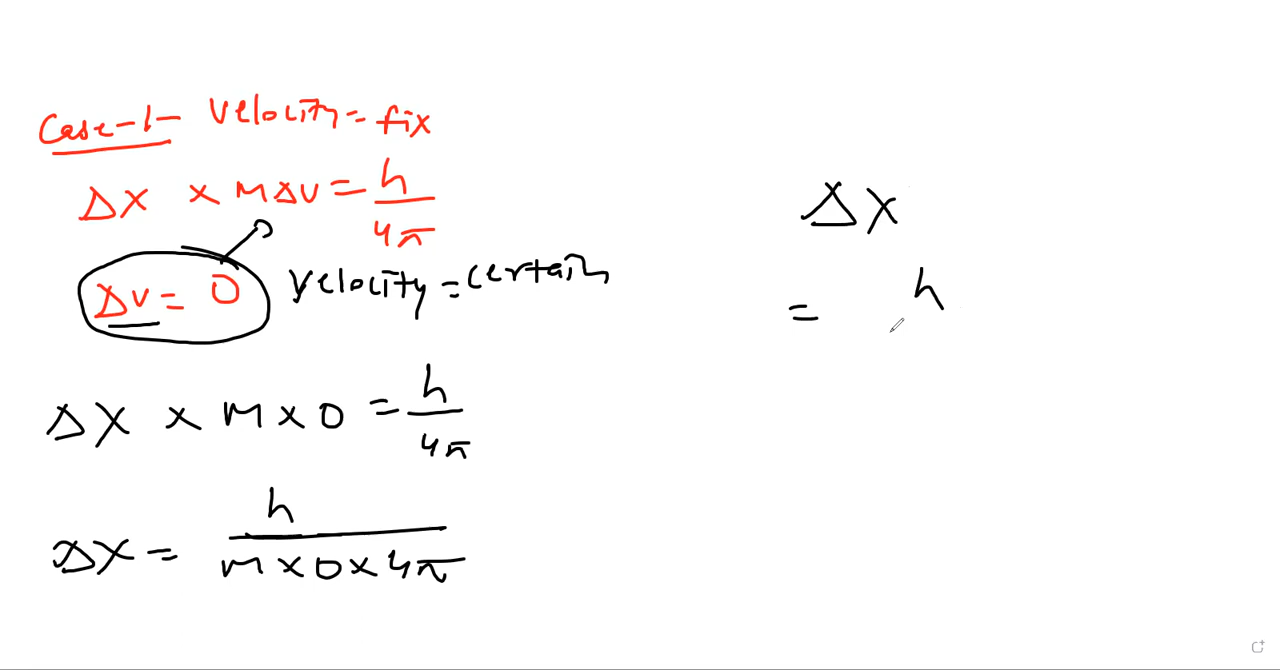 Case-1- Velocity = fix
Δx × mΔv = h/4π
Δv = 0 Velocity = certain
Δx × m × 0 = h/4π
Δx = h/m×0×4π
Δx
= h